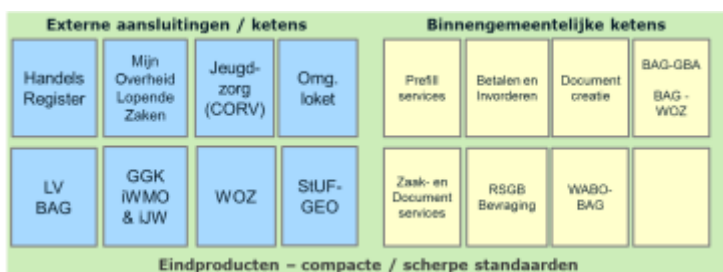 Externe aansluitingen / ketens
Binnengemeentelijke ketens
Handels
Register
Mijn
Overheid
Lopende
Zaken
Jeugd-
zorg
(CORV)
Omg.
loket
Prefill
services
Betalen en
Invorderen
Document
creatie
BAG-GBA
BAG -
WOZ
LV
BAG
GGK
iWMO
& iJW
WOZ
StUF-
GEO
Zaak- en
Document
services
RSGB
Bevraging
WABO-
BAG
Eindproducten – compacte / scherpe standaarden